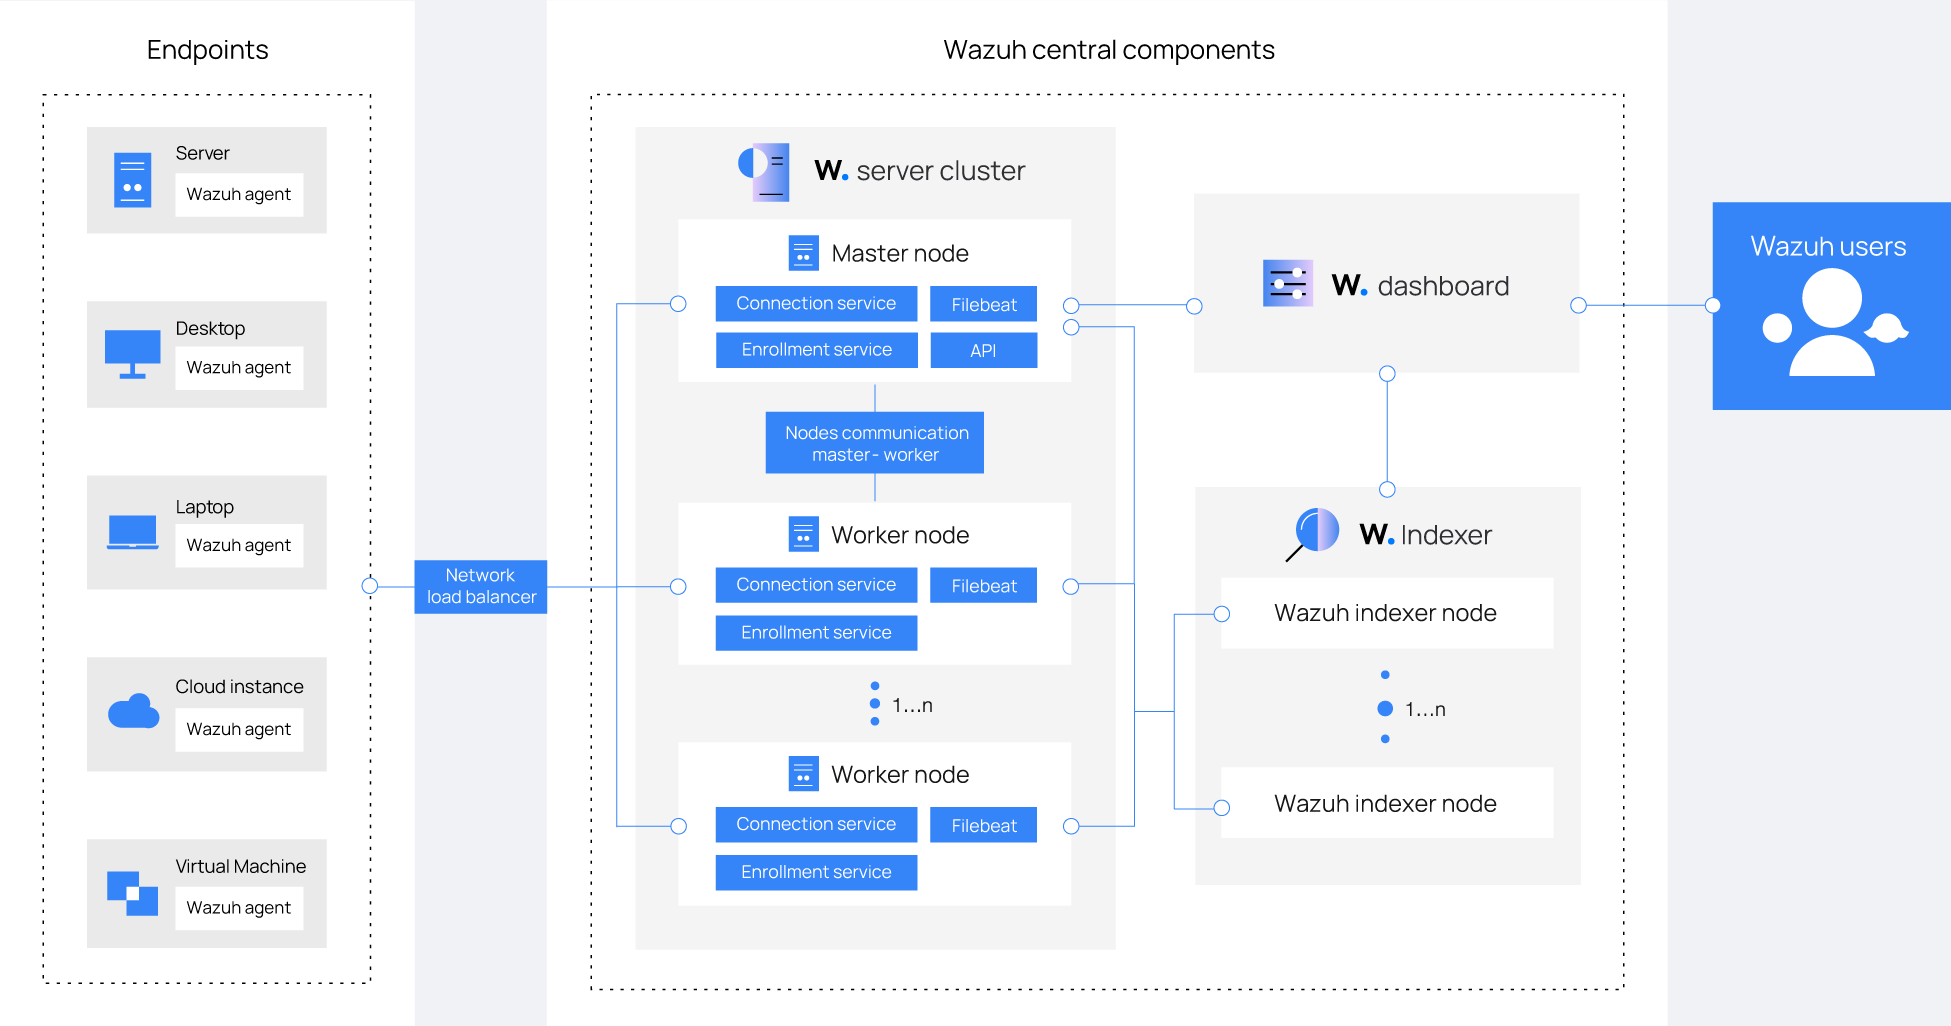 Endpoints
Server
Wazuh agent
Desktop
Wazuh agent
Laptop
Wazuh agent
Cloud instance
Wazuh agent
Virtual Machine
Wazuh agent
Network
load balancer
Wazuh central components
W. server cluster
Master node
Connection service
Filebeat
Enrollment service
API
Nodes communication
master- worker
Worker node
Connection service
Filebeat
Enrollment service
1...n
Worker node
Connection service
Filebeat
Enrollment service
W. dashboard
W. Indexer
Wazuh indexer node
1...n
Wazuh indexer node
Wazuh users